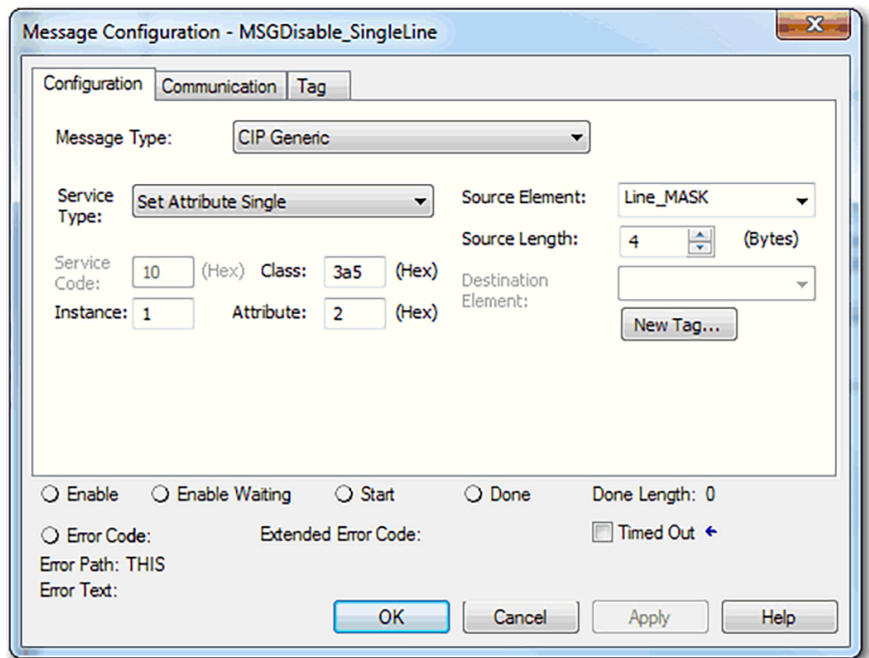 Message Configuration - MSGDisable_SingleLine
Configuration Communication Tag
Message Type: CIP Generic
Service Type: Set Attribute Single Source Element: Line_MASK
Source Length: 4 (Bytes)
Service Code: 10 (Hex) Class: 3a5 (Hex) Destination Element:
Instance: 1 Attribute: 2 (Hex) New Tag...
Enable Enable Waiting Start Done Done Length: 0
Error Code: Extended Error Code: Timed Out
Error Path: THIS
Error Text:
OK Cancel Apply Help